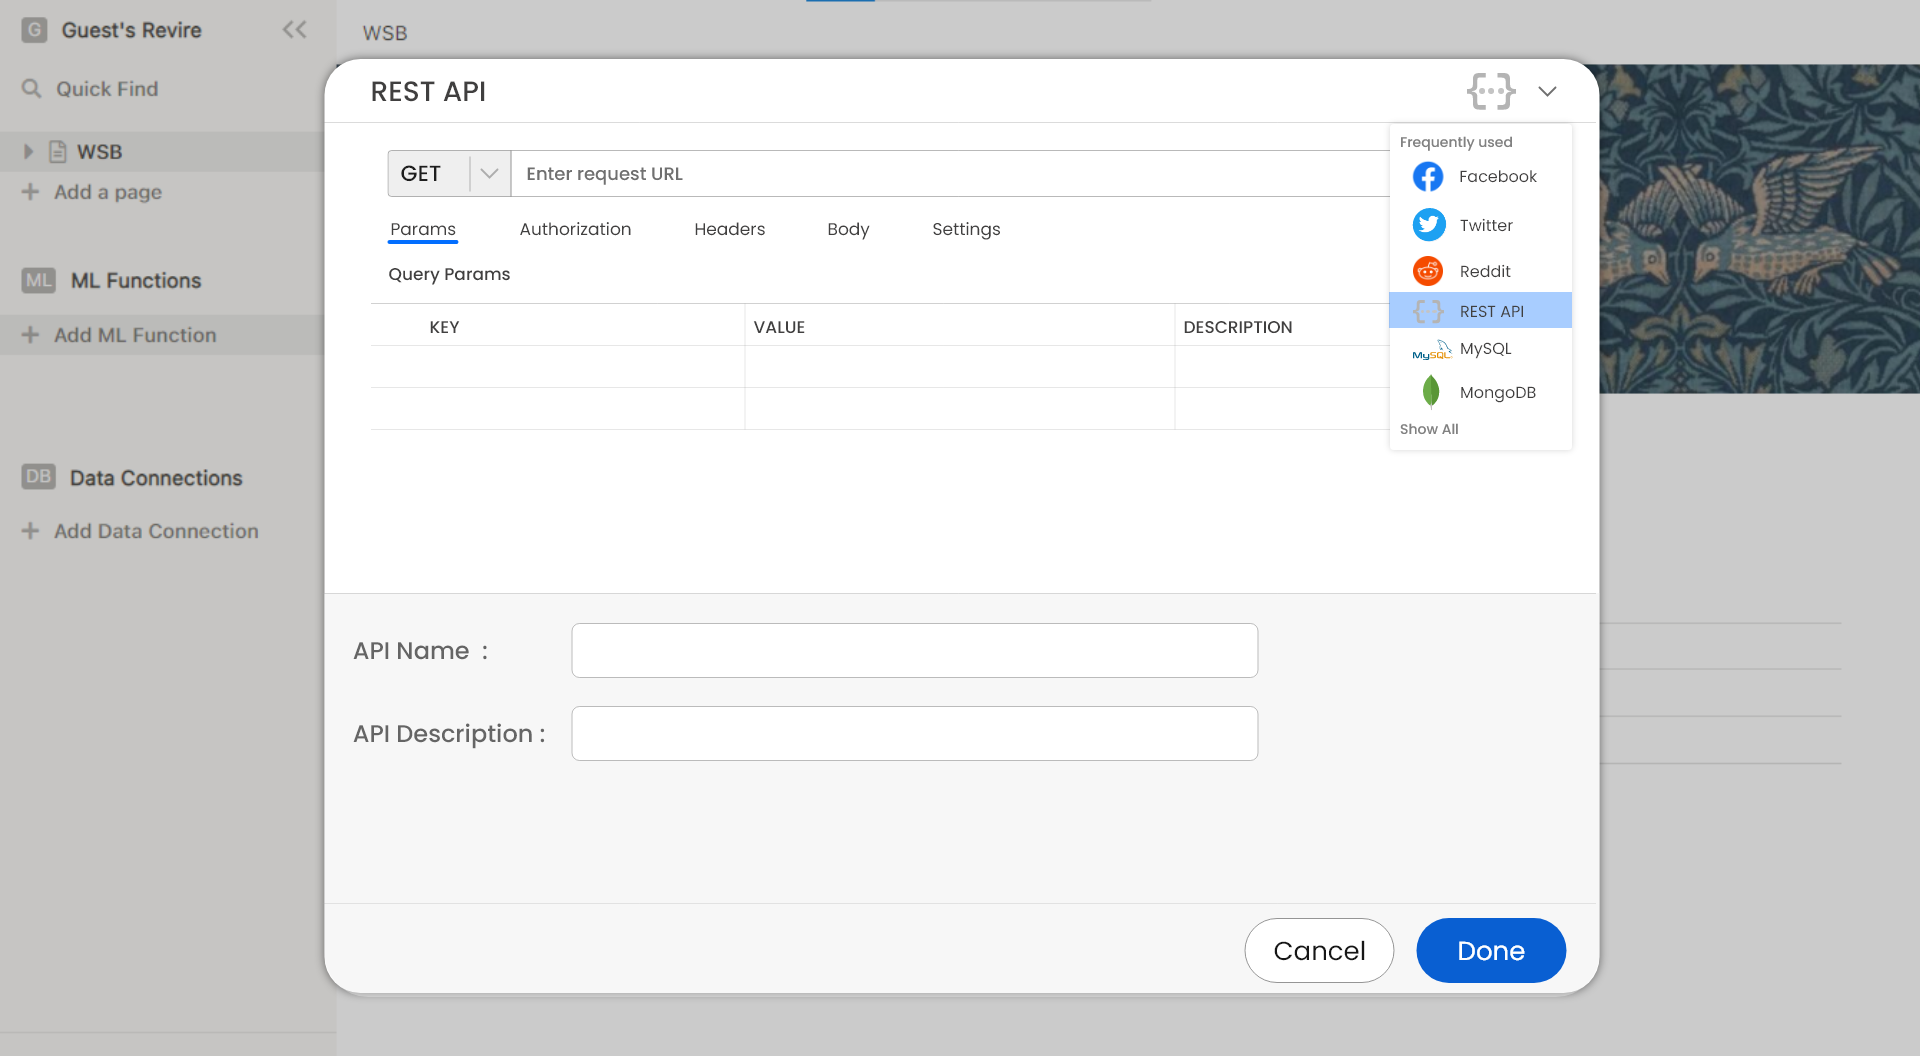 G Guest's Revire
Quick Find
WSB
Add a page
ML ML Functions
Add ML Function
DB Data Connections
Add Data Connection
WSB
REST API
GET Enter request URL
Params Authorization Headers Body Settings
Query Params
KEY VALUE DESCRIPTION
Frequently used
Facebook
Twitter
Reddit
REST API
MySQL MySQL
MongoDB
Show All
API Name :
API Description :
Cancel Done